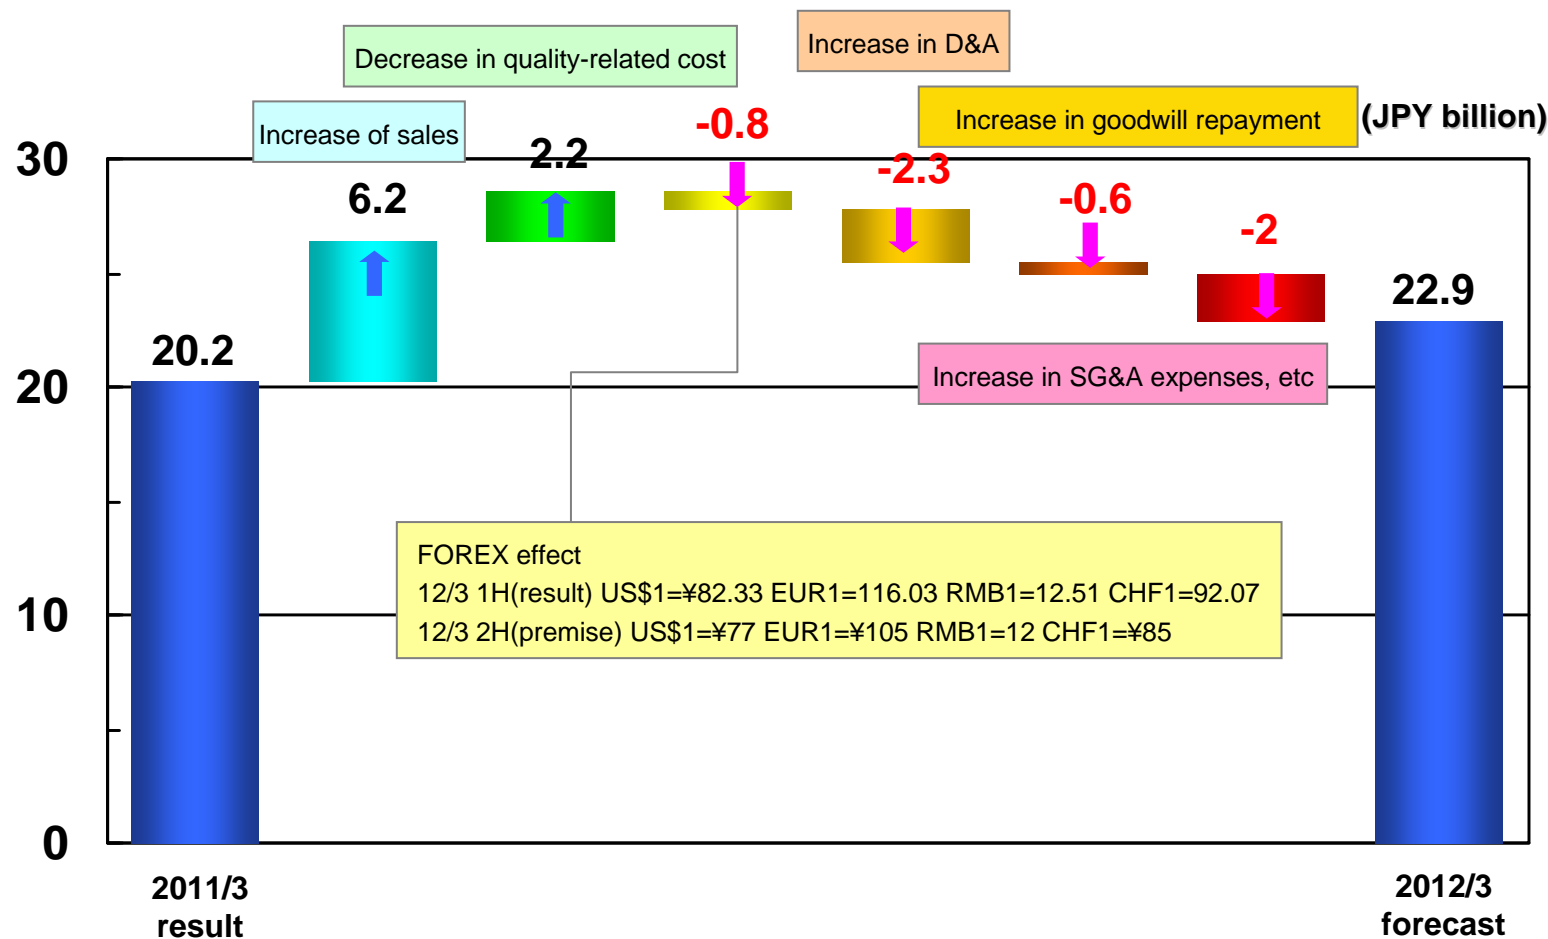 Increase in D&A
Decrease in quality-related cost
Increase of sales
Increase in goodwill repayment
(JPY billion)
30
20
10
0
20.2
6.2
2.2
-0.8
-2.3
-0.6
-2
22.9
Increase in SG&A expenses, etc
FOREX effect
12/3 1H(result) US$1=¥82.33 EUR1=116.03 RMB1=12.51 CHF1=92.07
12/3 2H(premise) US$1=¥77 EUR1=¥105 RMB1=12 CHF1=¥85
2011/3
result
2012/3
forecast